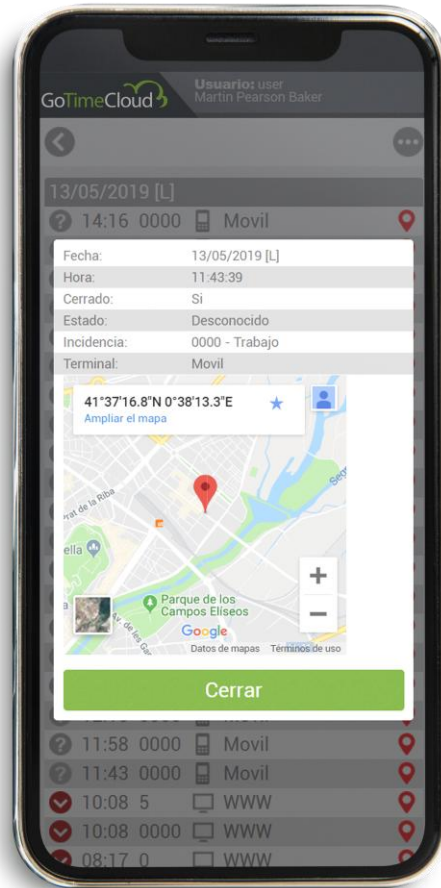 GoTimeCloud
Usuario: user
Martin Pearson Baker
13/05/2019 [L]
14:16 0000 Movil
Fecha: 13/05/2019 [L]
Hora: 11:43:39
Cerrado: Si
Estado: Desconocido
Incidencia: 0000 - Trabajo
Terminal: Movil
41°37'16.8"N 0°38'13.3"E
Ampliar el mapa
Prat de la Riba
Parque de los
Campos Elíseos
Google
Datos de mapas Términos de uso
Cerrar
11:58 0000 Movil
11:43 0000 Movil
10:08 5 WWW
10:08 0000 WWW
08:17 0 WWW